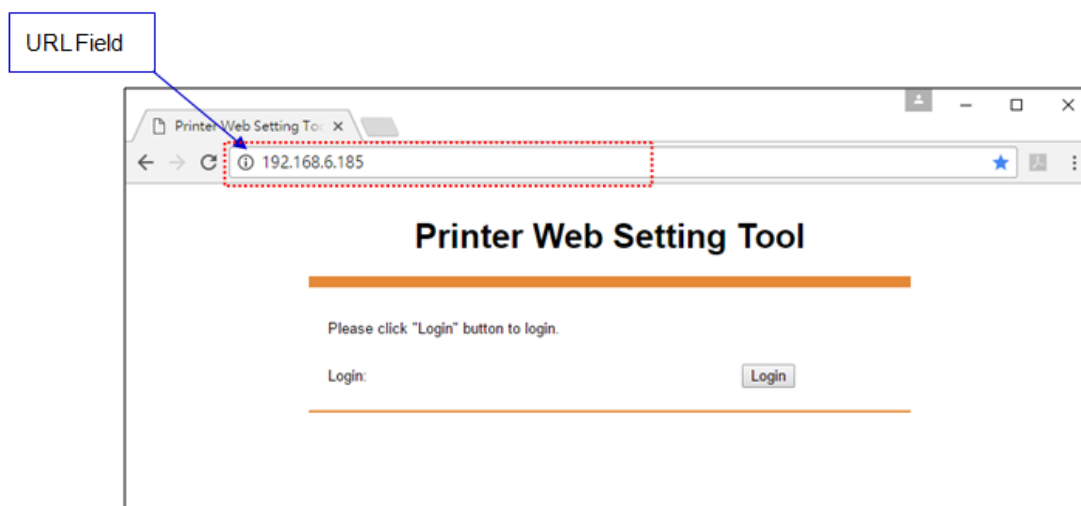 URL Field
Printer Web Setting Too
192.168.6.185
Printer Web Setting Tool
Please click "Login" button to login.
Login:
Login